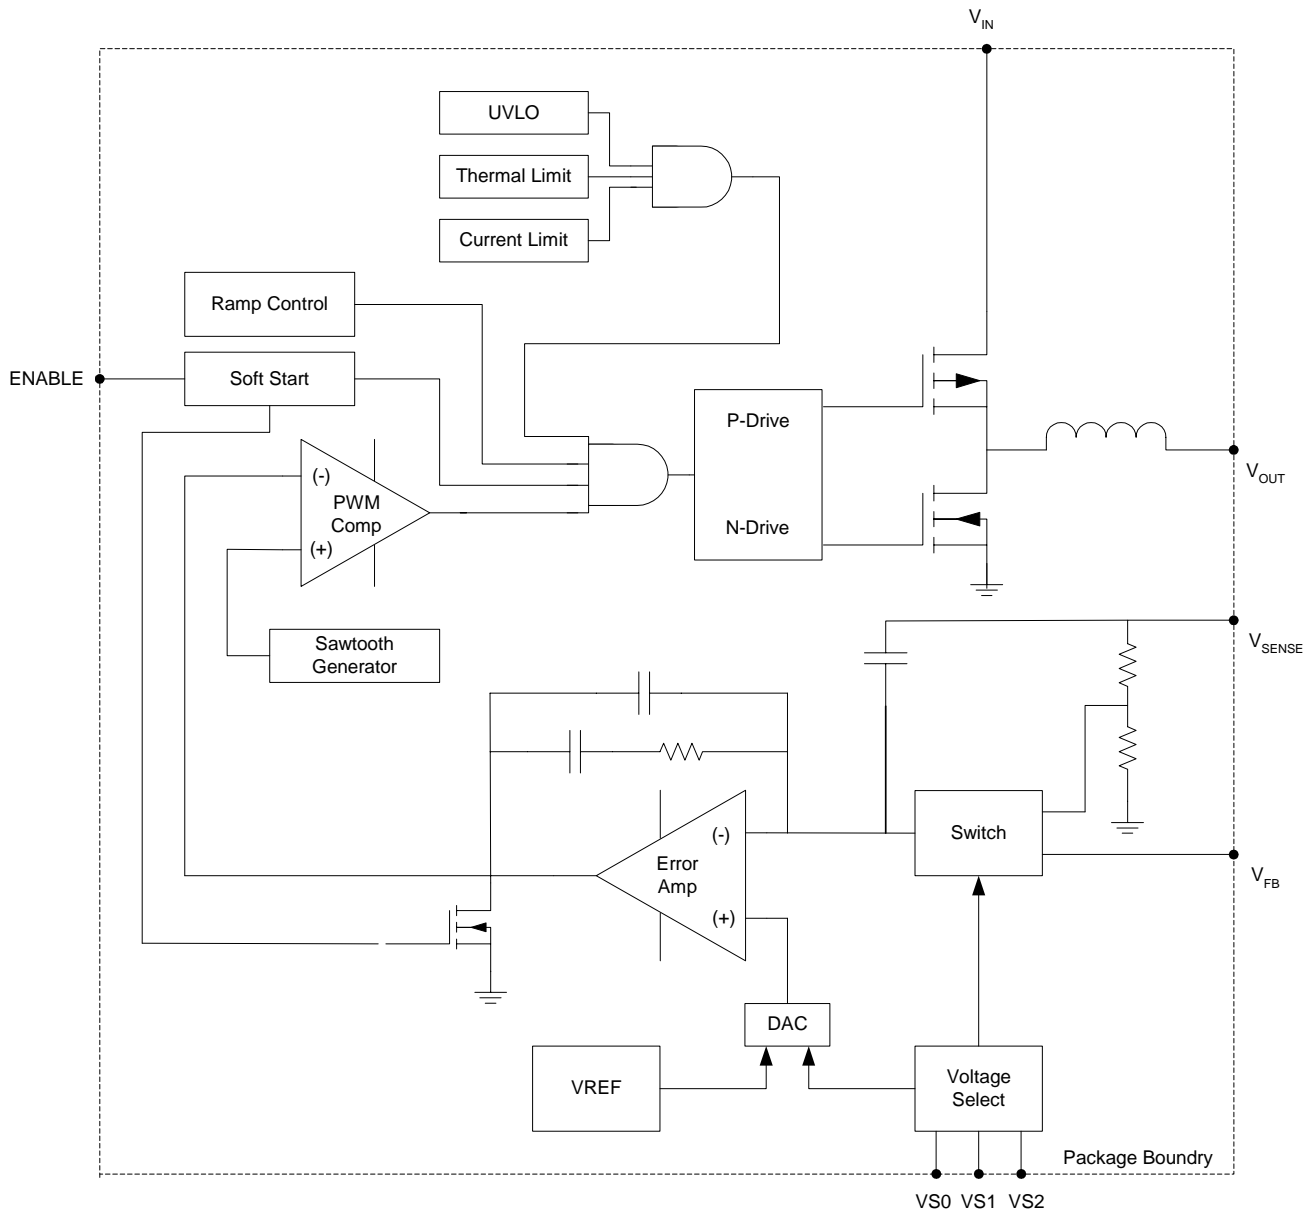 VIN
UVLO
Thermal Limit
Current Limit
Ramp Control
ENABLE
Soft Start
P-Drive
(-)
PWM
Comp
(+)
N-Drive
VOUT
Sawtooth
Generator
VSENSE
(-)
Switch
Error
Amp
(+)
VFB
DAC
VREF
Voltage
Select
Package Boundry
VS0 VS1 VS2